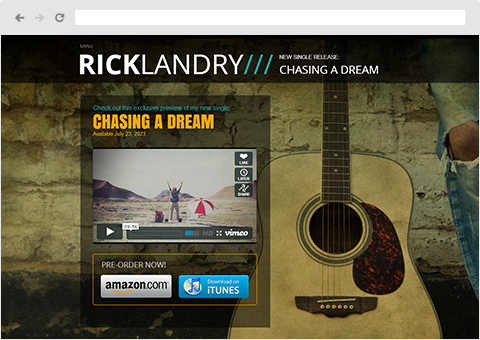 MENU
RICKLANDRY///
NEW SINGLE RELEASE:
CHASING A DREAM
Check out this exclusive preview of my new single:
CHASING A DREAM
Available July 23, 2023
LIKE
LATER
SHARE
03:54
HD
vimeo
PRE-ORDER NOW!
amazon.com
Download on
iTUNES